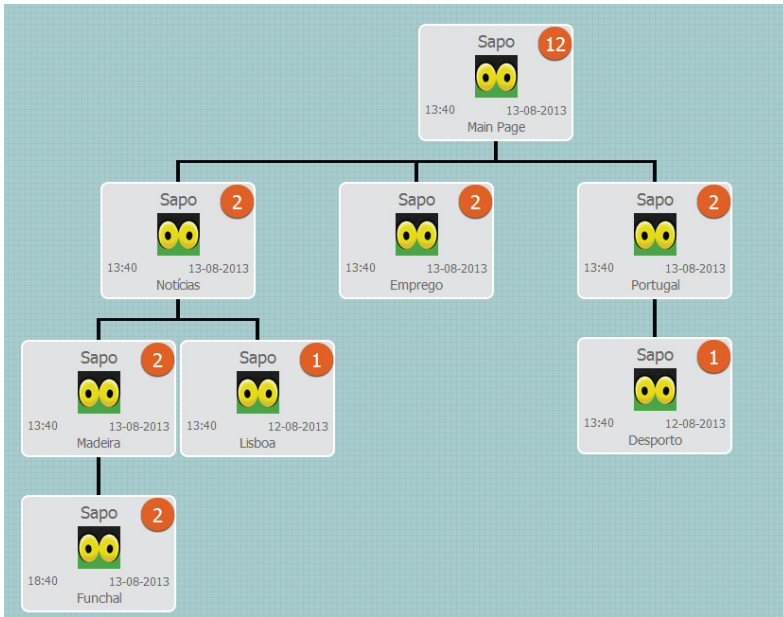 Sapo 12
13:40 13-08-2013
Main Page
Sapo 2
13:40 13-08-2013
Notícias
Sapo 2
13:40 13-08-2013
Emprego
Sapo 2
13:40 13-08-2013
Portugal
Sapo 2
13:40 13-08-2013
Madeira
Sapo 1
13:40 12-08-2013
Lisboa
Sapo 1
13:40 12-08-2013
Desporto
Sapo 2
18:40 13-08-2013
Funchal